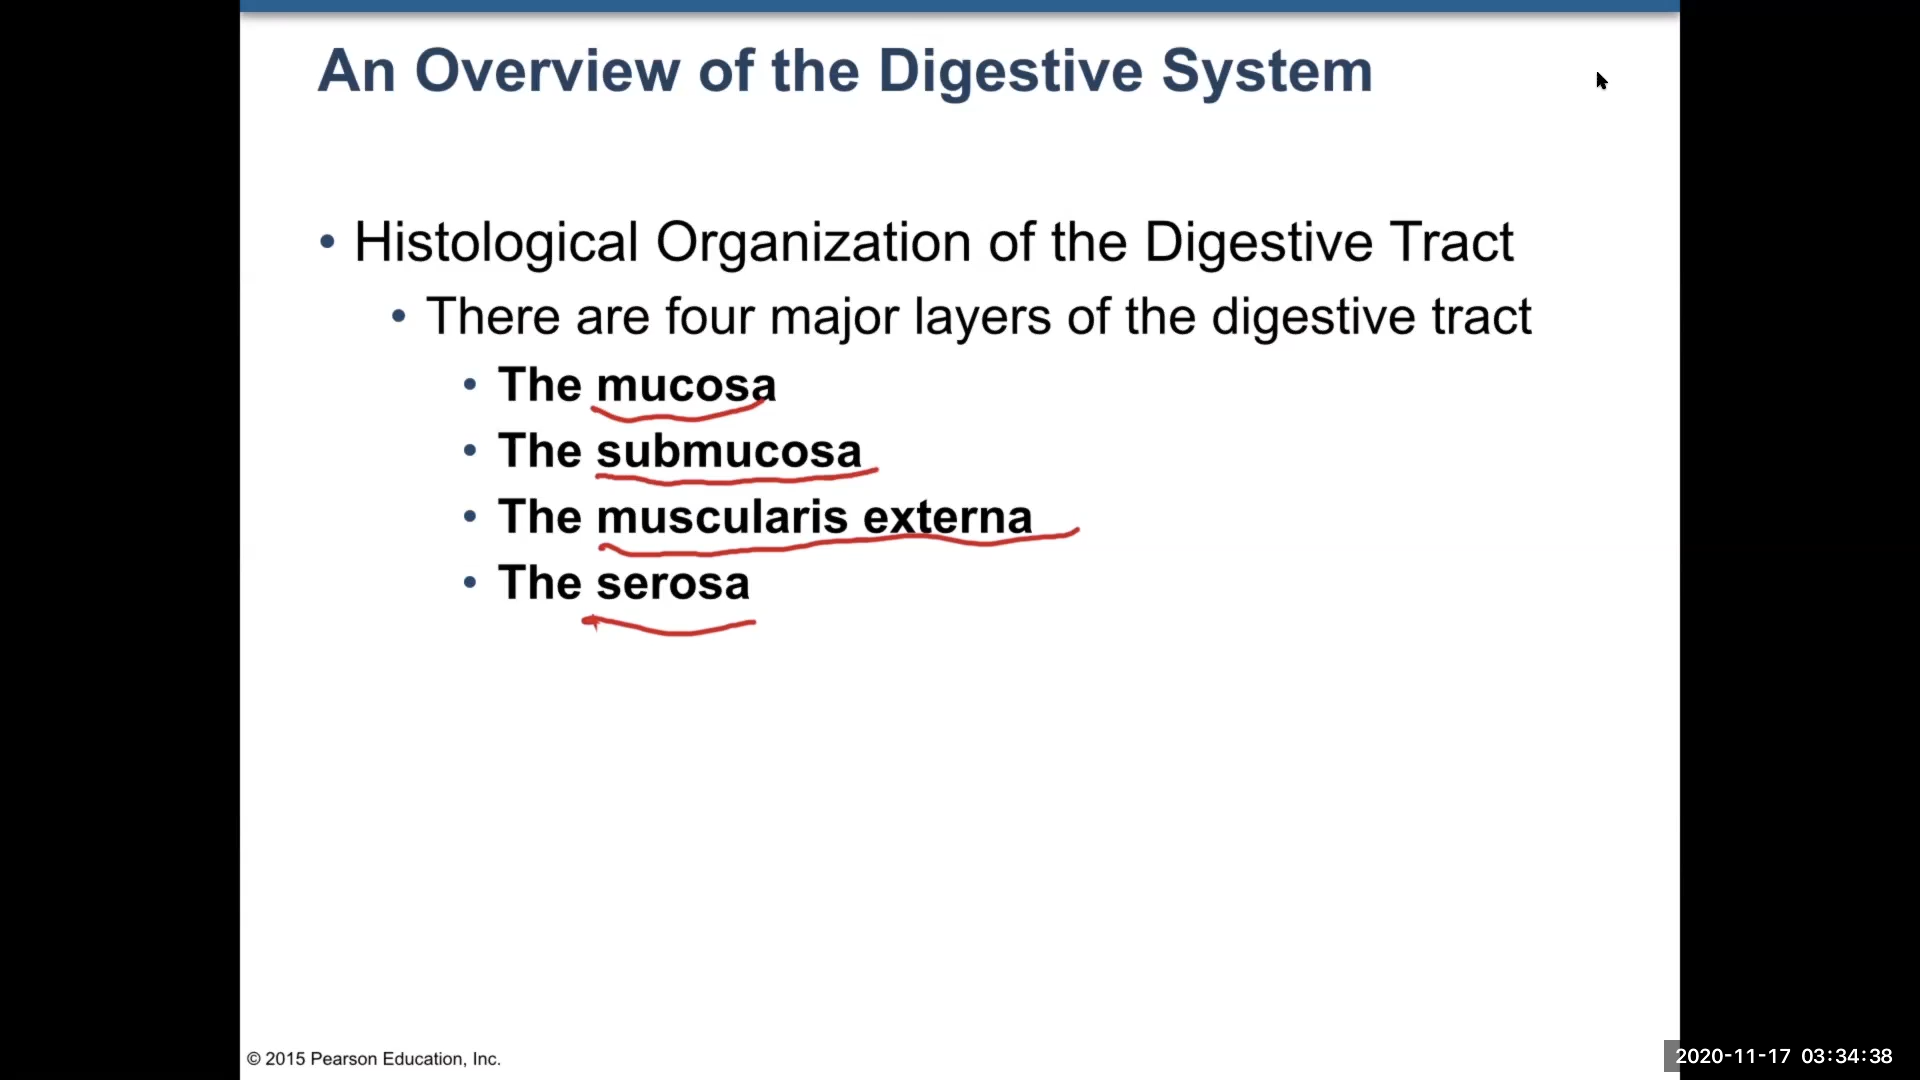 An Overview of the Digestive System
• Histological Organization of the Digestive Tract
• There are four major layers of the digestive tract
• The mucosa
• The submucosa
• The muscularis externa
• The serosa
© 2015 Pearson Education, Inc.
2020-11-17 03:34:38